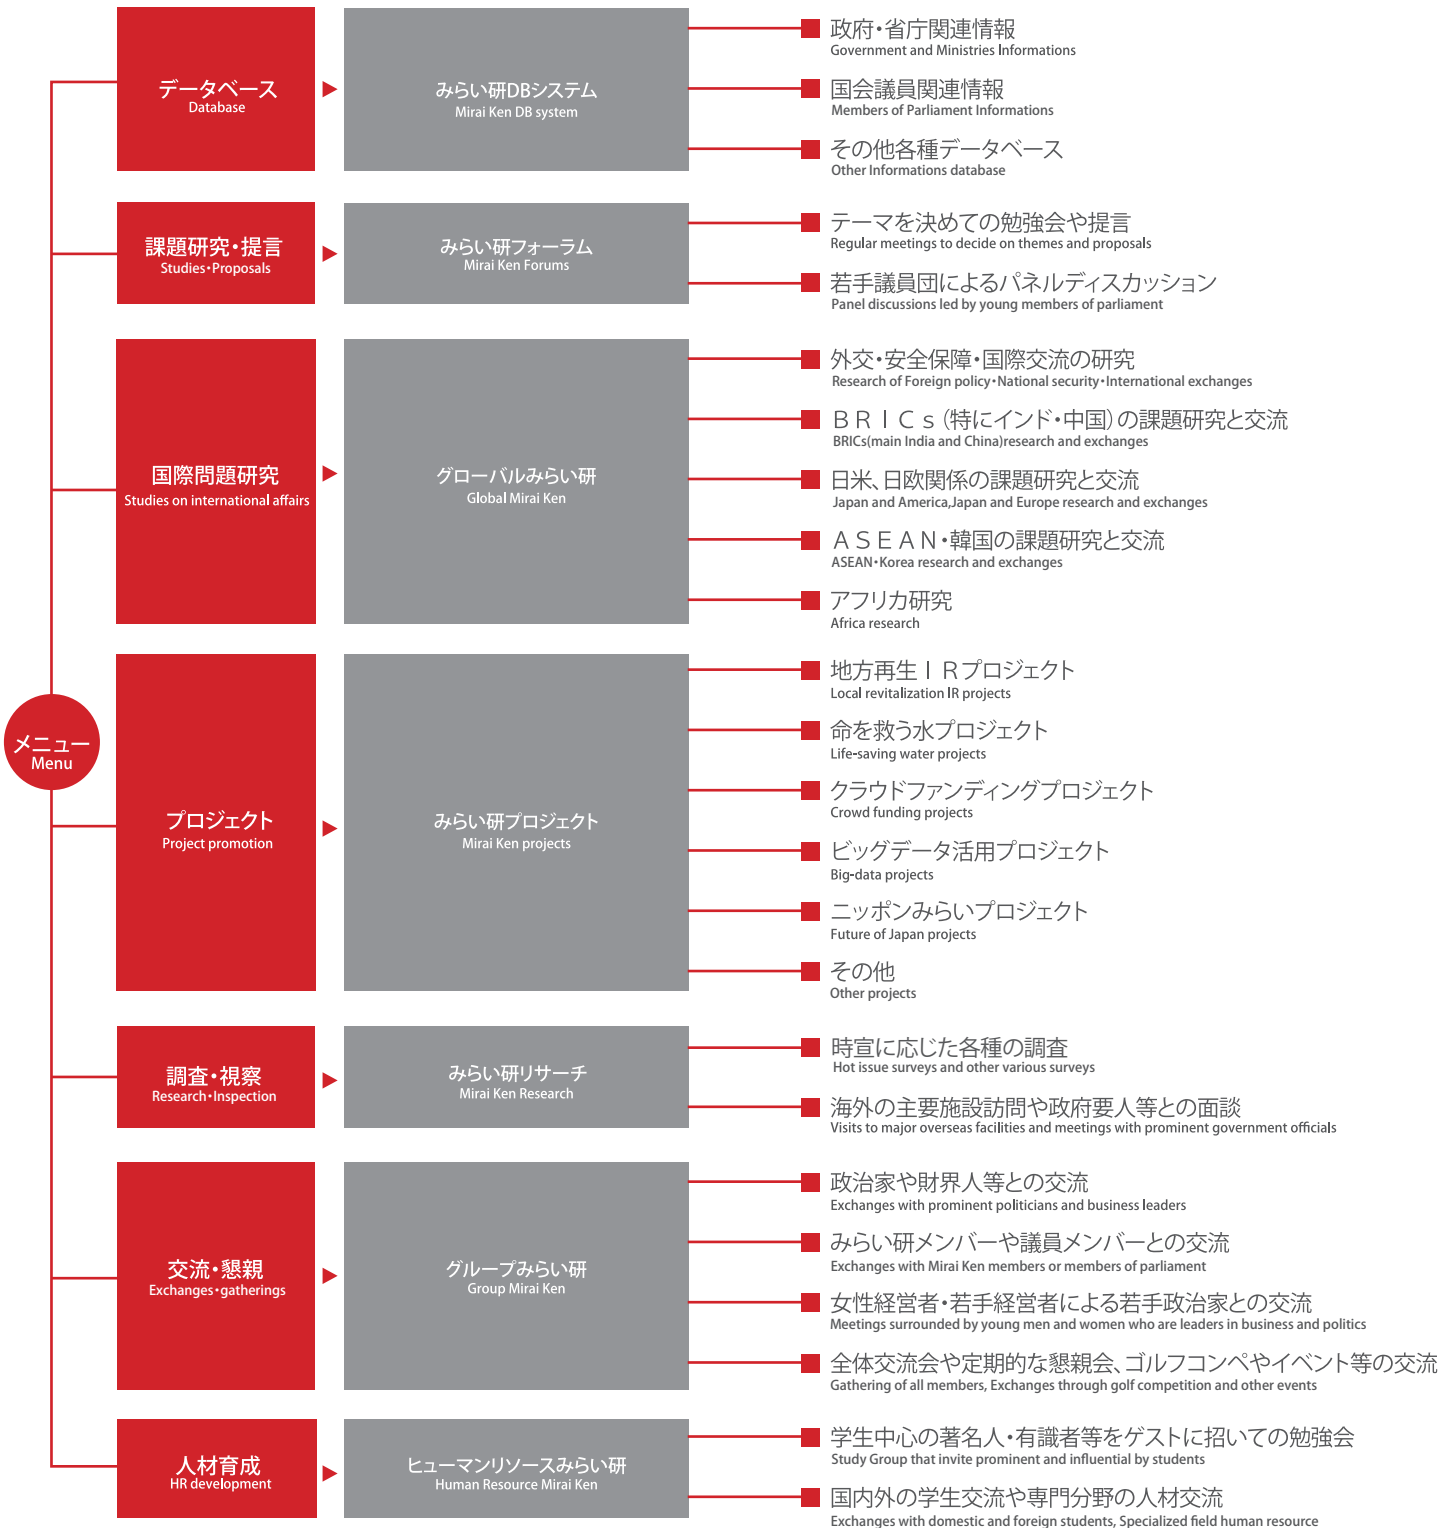 メニュー
Menu
データベース
Database
みらい研DBシステム
Mirai Ken DB system
政府・省庁関連情報
Government and Ministries Informations
国会議員関連情報
Members of Parliament Informations
その他各種データベース
Other Informations database
課題研究・提言
Studies・Proposals
みらい研フォーラム
Mirai Ken Forums
テーマを決めての勉強会や提言
Regular meetings to decide on themes and proposals
若手議員団によるパネルディスカッション
Panel discussions led by young members of parliament
国際問題研究
Studies on international affairs
グローバルみらい研
Global Mirai Ken
外交・安全保障・国際交流の研究
Research of Foreign policy・National security・International exchanges
ＢＲＩＣｓ（特にインド・中国）の課題研究と交流
BRICs(main India and China)research and exchanges
日米、日欧関係の課題研究と交流
Japan and America,Japan and Europe research and exchanges
ＡＳＥＡＮ・韓国の課題研究と交流
ASEAN・Korea research and exchanges
アフリカ研究
Africa research
プロジェクト
Project promotion
みらい研プロジェクト
Mirai Ken projects
地方再生ＩＲプロジェクト
Local revitalization IR projects
命を救う水プロジェクト
Life-saving water projects
クラウドファンディングプロジェクト
Crowd funding projects
ビッグデータ活用プロジェクト
Big-data projects
ニッポンみらいプロジェクト
Future of Japan projects
その他
Other projects
調査・視察
Research・Inspection
みらい研リサーチ
Mirai Ken Research
時宣に応じた各種の調査
Hot issue surveys and other various surveys
海外の主要施設訪問や政府要人等との面談
Visits to major overseas facilities and meetings with prominent government officials
交流・懇親
Exchanges・gatherings
グループみらい研
Group Mirai Ken
政治家や財界人等との交流
Exchanges with prominent politicians and business leaders
みらい研メンバーや議員メンバーとの交流
Exchanges with Mirai Ken members or members of parliament
女性経営者・若手経営者による若手政治家との交流
Meetings surrounded by young men and women who are leaders in business and politics
全体交流会や定期的な懇親会、ゴルフコンペやイベント等の交流
Gathering of all members, Exchanges through golf competition and other events
人材育成
HR development
ヒューマンリソースみらい研
Human Resource Mirai Ken
学生中心の著名人・有識者等をゲストに招いての勉強会
Study Group that invite prominent and influential by students
国内外の学生交流や専門分野の人材交流
Exchanges with domestic and foreign students, Specialized field human resource